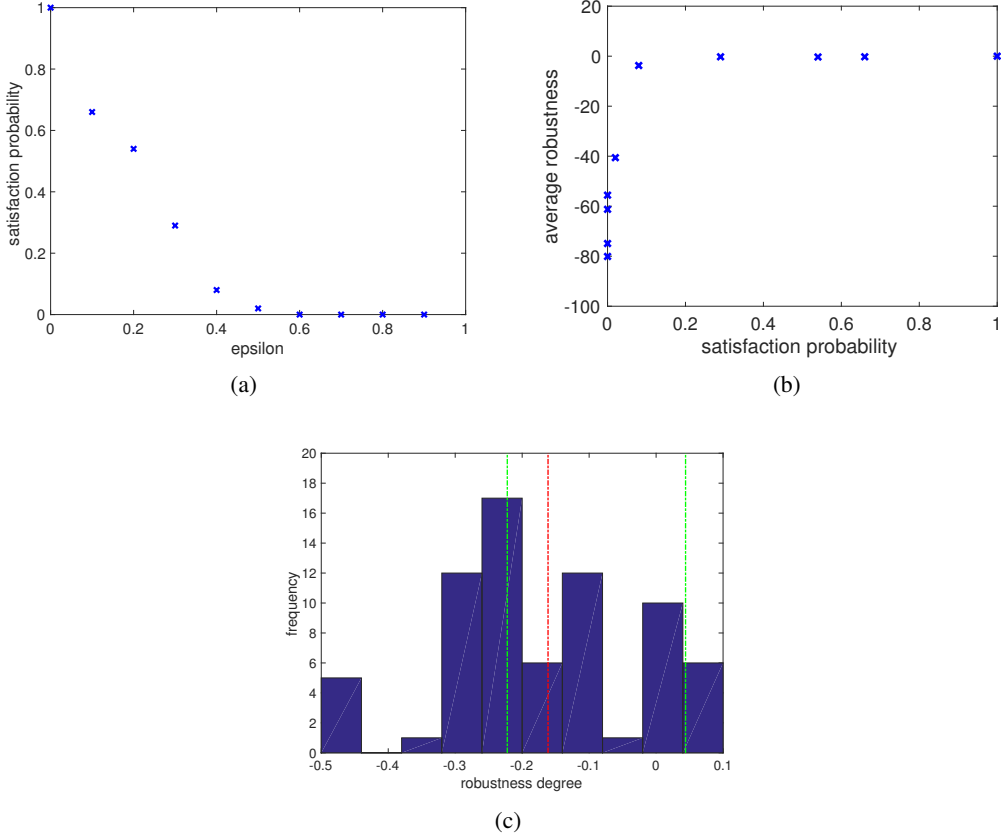 1
0.8
0.6
0.4
0.2
0
0 0.2 0.4 0.6 0.8 1
satisfaction probability
epsilon
(a)
20
0
-20
-40
-60
-80
-100
0 0.2 0.4 0.6 0.8 1
average robustness
satisfaction probability
(b)
20
18
16
14
12
10
8
6
4
2
0
-0.5 -0.4 -0.3 -0.2 -0.1 0 0.1
frequency
robustness degree
(c)